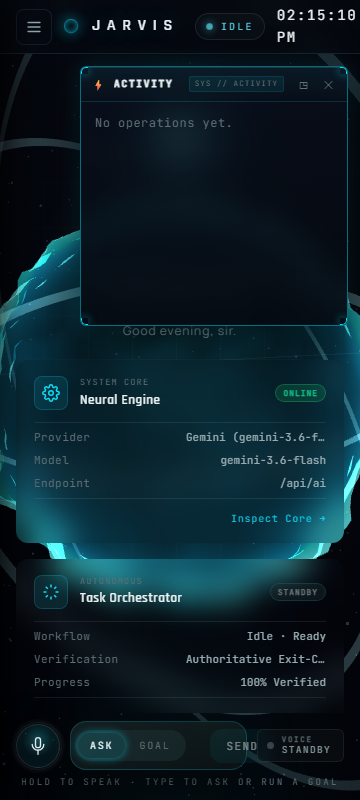 JARVIS
IDLE
02:15:10
PM
ACTIVITY
SYS // ACTIVITY
No operations yet.
Good evening, sir.
SYSTEM CORE
Neural Engine
ONLINE
Provider Gemini (gemini-3.6-f…
Model gemini-3.6-flash
Endpoint /api/ai
Inspect Core →
AUTONOMOUS
Task Orchestrator
STANDBY
Workflow Idle · Ready
Verification Authoritative Exit-C…
Progress 100% Verified
ASK GOAL SEND
VOICE
STANDBY
HOLD TO SPEAK · TYPE TO ASK OR RUN A GOAL